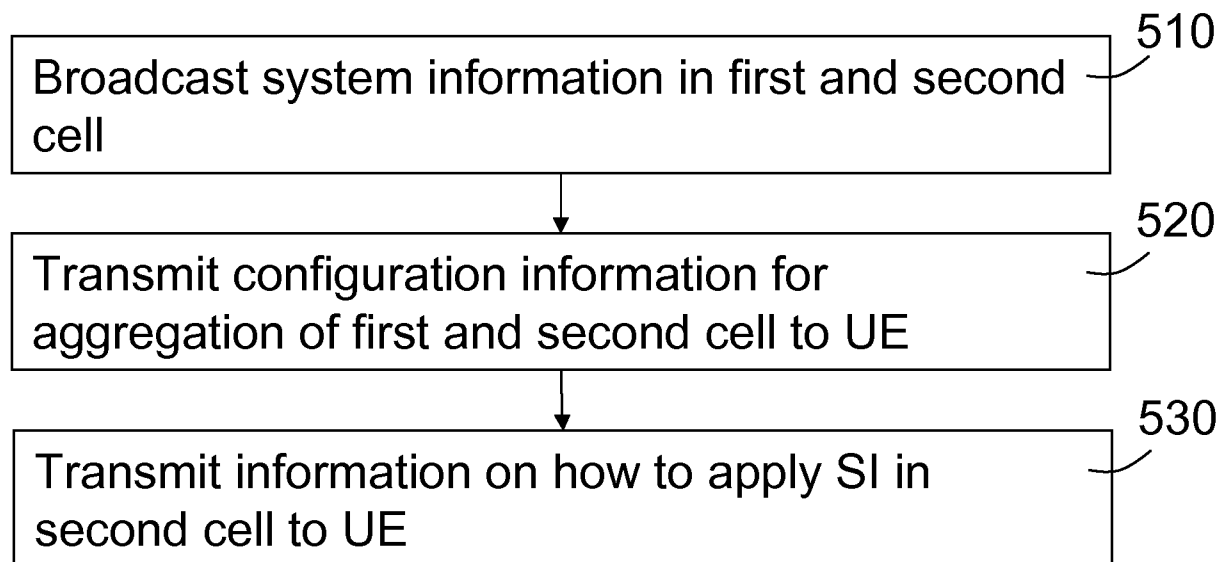 510
Broadcast system information in first and second
cell
520
Transmit configuration information for
aggregation of first and second cell to UE
530
Transmit information on how to apply SI in
second cell to UE